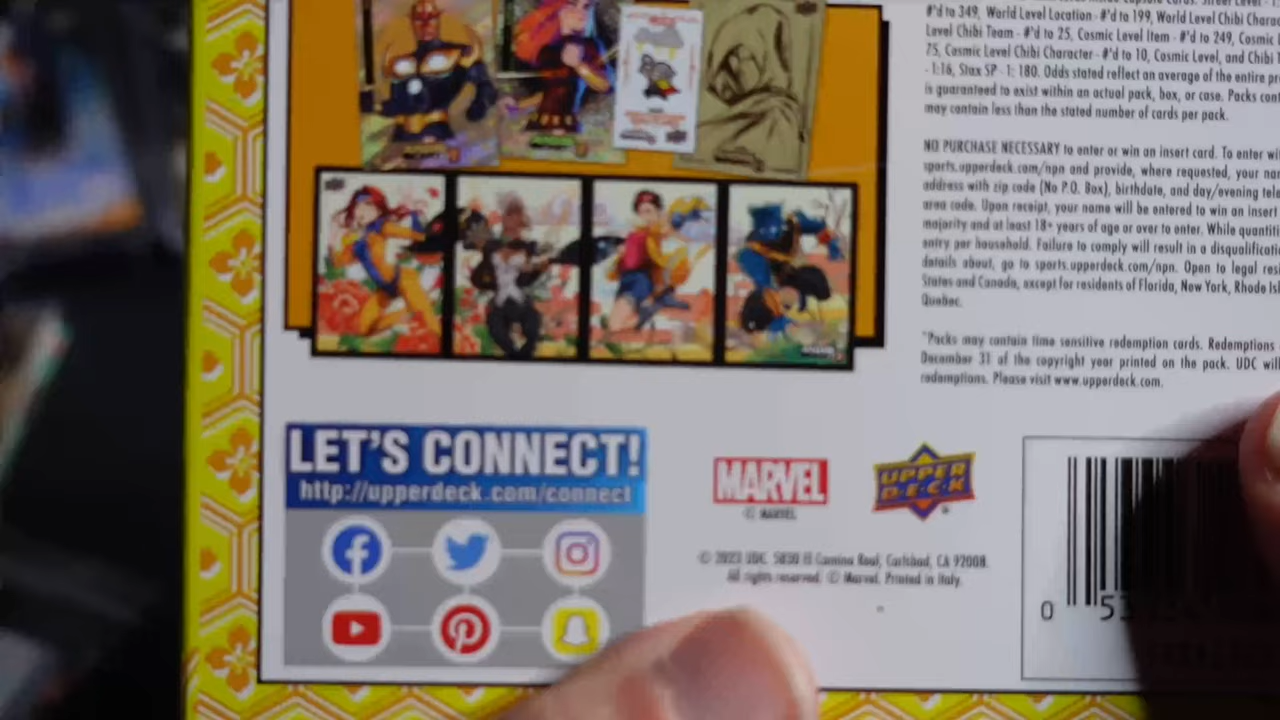 #'d to 349, World Level Location - #'d to 199, World Level Chibi Charac
Level Chibi Team - #'d to 25, Cosmic Level Item - #'d to 249, Cosmic
75, Cosmic Level Chibi Character - #'d to 10, Cosmic Level, and Chibi
- 1:16, Stax SP - 1: 180. Odds stated reflect an average of the entire pr
is guaranteed to exist within an actual pack, box, or case. Packs cont
may contain less than the stated number of cards per pack.
NO PURCHASE NECESSARY to enter or win an insert card. To enter wi
sports.upperdeck.com/npn and provide, where requested, your nam
address with zip code (No P.O. Box), birthdate, and day/evening tele
area code. Upon receipt, your name will be entered to win an insert
majority and at least 18+ years of age or over to enter. While quantiti
entry per household. Failure to comply will result in a disqualificati
details about, go to sports.upperdeck.com/npn. Open to legal res
States and Canada, except for residents of Florida, New York, Rhode Isl
Quebec.
*Packs may contain time sensitive redemption cards. Redemptions
December 31 of the copyright year printed on the pack. UDC will
redemptions. Please visit www.upperdeck.com.
LET'S CONNECT!
http://upperdeck.com/connect
MARVEL
© MARVEL
UPPER
DECK
© 2023 UDC. 5830 El Camino Real, Carlsbad, CA 92008.
All rights reserved. © Marvel. Printed in Italy.
0 53